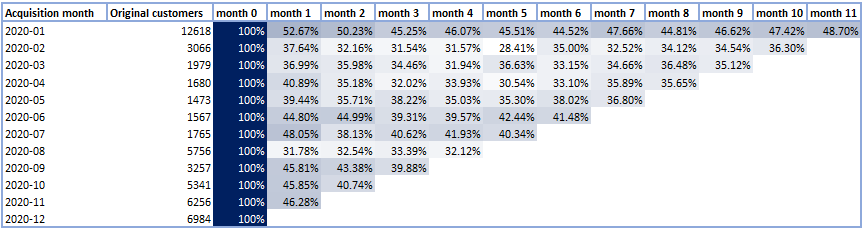 Acquisition month Original customers month 0 month 1 month 2 month 3 month 4 month 5 month 6 month 7 month 8 month 9 month 10 month 11
2020-01 12618 100% 52.67% 50.23% 45.25% 46.07% 45.51% 44.52% 47.66% 44.81% 46.62% 47.42% 48.70%
2020-02 3066 100% 37.64% 32.16% 31.54% 31.57% 28.41% 35.00% 32.52% 34.12% 34.54% 36.30%
2020-03 1979 100% 36.99% 35.98% 34.46% 31.94% 36.63% 33.15% 34.66% 36.48% 35.12%
2020-04 1680 100% 40.89% 35.18% 32.02% 33.93% 30.54% 33.10% 35.89% 35.65%
2020-05 1473 100% 39.44% 35.71% 38.22% 35.03% 35.30% 38.02% 36.80%
2020-06 1567 100% 44.80% 44.99% 39.31% 39.57% 42.44% 41.48%
2020-07 1765 100% 48.05% 38.13% 40.62% 41.93% 40.34%
2020-08 5756 100% 31.78% 32.54% 33.39% 32.12%
2020-09 3257 100% 45.81% 43.38% 39.88%
2020-10 5341 100% 45.85% 40.74%
2020-11 6256 100% 46.28%
2020-12 6984 100%